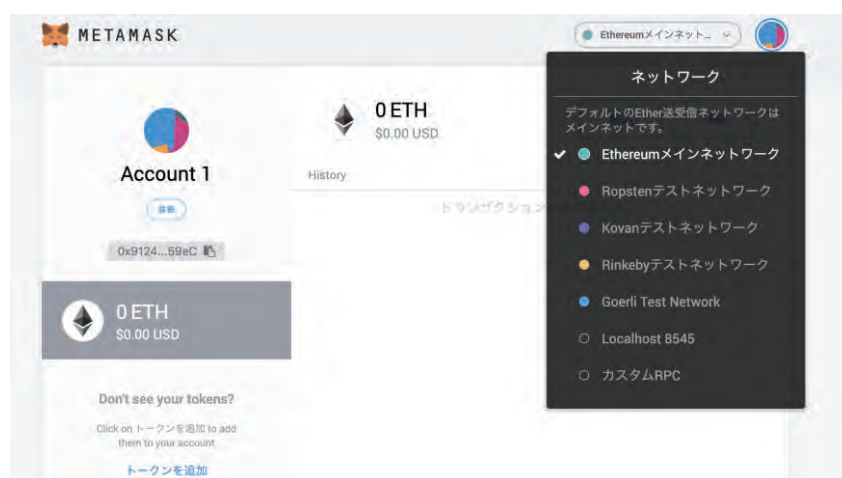 METAMASK
Ethereumメインネット...
Account 1
詳細
0x9124...59eC
0 ETH
$0.00 USD
Don't see your tokens?
Click on トークンを追加 to add
them to your account
トークンを追加
0 ETH
$0.00 USD
History
トランザクション
ネットワーク
デフォルトのEther送受信ネットワークは
メインネットです。
Ethereumメインネットワーク
Ropstenテストネットワーク
Kovanテストネットワーク
Rinkebyテストネットワーク
Goerli Test Network
Localhost 8545
カスタムRPC